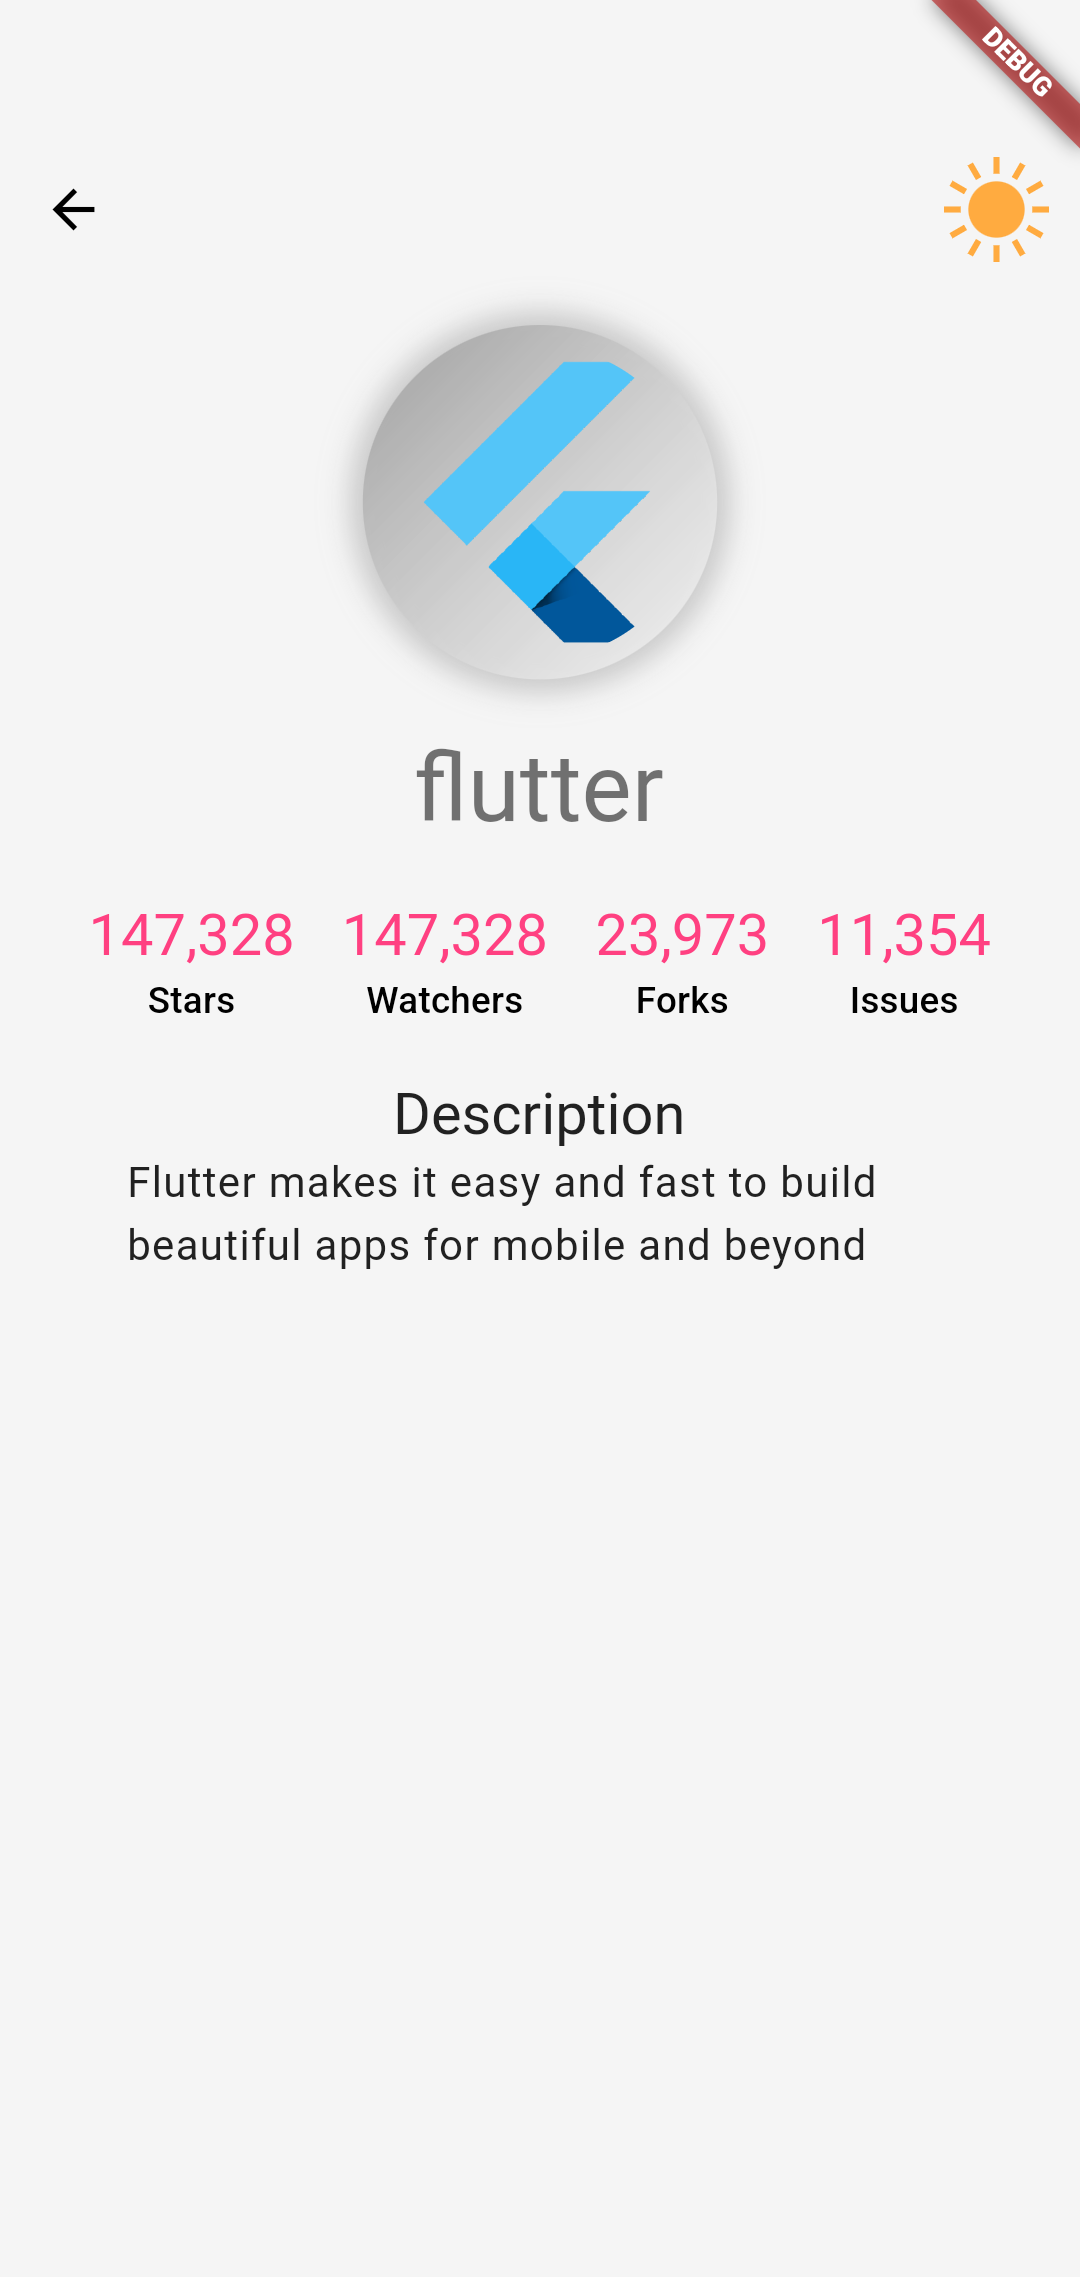 DEBUG
flutter
147,328 147,328 23,973 11,354
Stars Watchers Forks Issues
Description
Flutter makes it easy and fast to build
beautiful apps for mobile and beyond